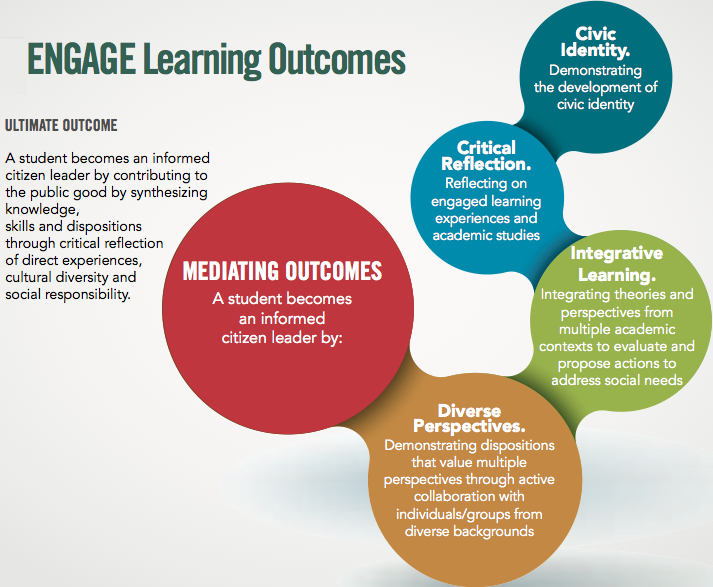 ENGAGE Learning Outcomes
ULTIMATE OUTCOME
A student becomes an informed
citizen leader by contributing to
the public good by synthesizing
knowledge,
skills and dispositions
through critical reflection
of direct experiences,
cultural diversity and
social responsibility.
MEDIATING OUTCOMES
A student becomes
an informed
citizen leader by:
Civic
Identity.
Demonstrating
the development of
civic identity
Critical
Reflection.
Reflecting on
engaged learning
experiences and
academic studies
Integrative
Learning.
Integrating theories and
perspectives from
multiple academic
contexts to evaluate and
propose actions to
address social needs
Diverse
Perspectives.
Demonstrating dispositions
that value multiple
perspectives through active
collaboration with
individuals/groups from
diverse backgrounds